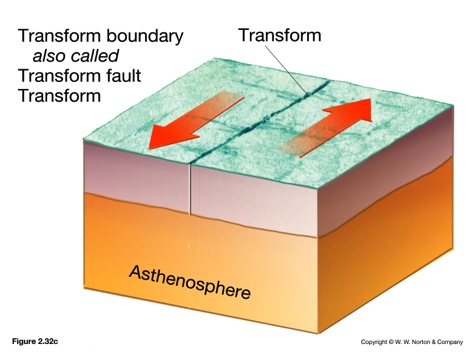 Transform boundary
also called
Transform fault
Transform
Transform
Asthenosphere
Figure 2.32c
Copyright © W. W. Norton & Company